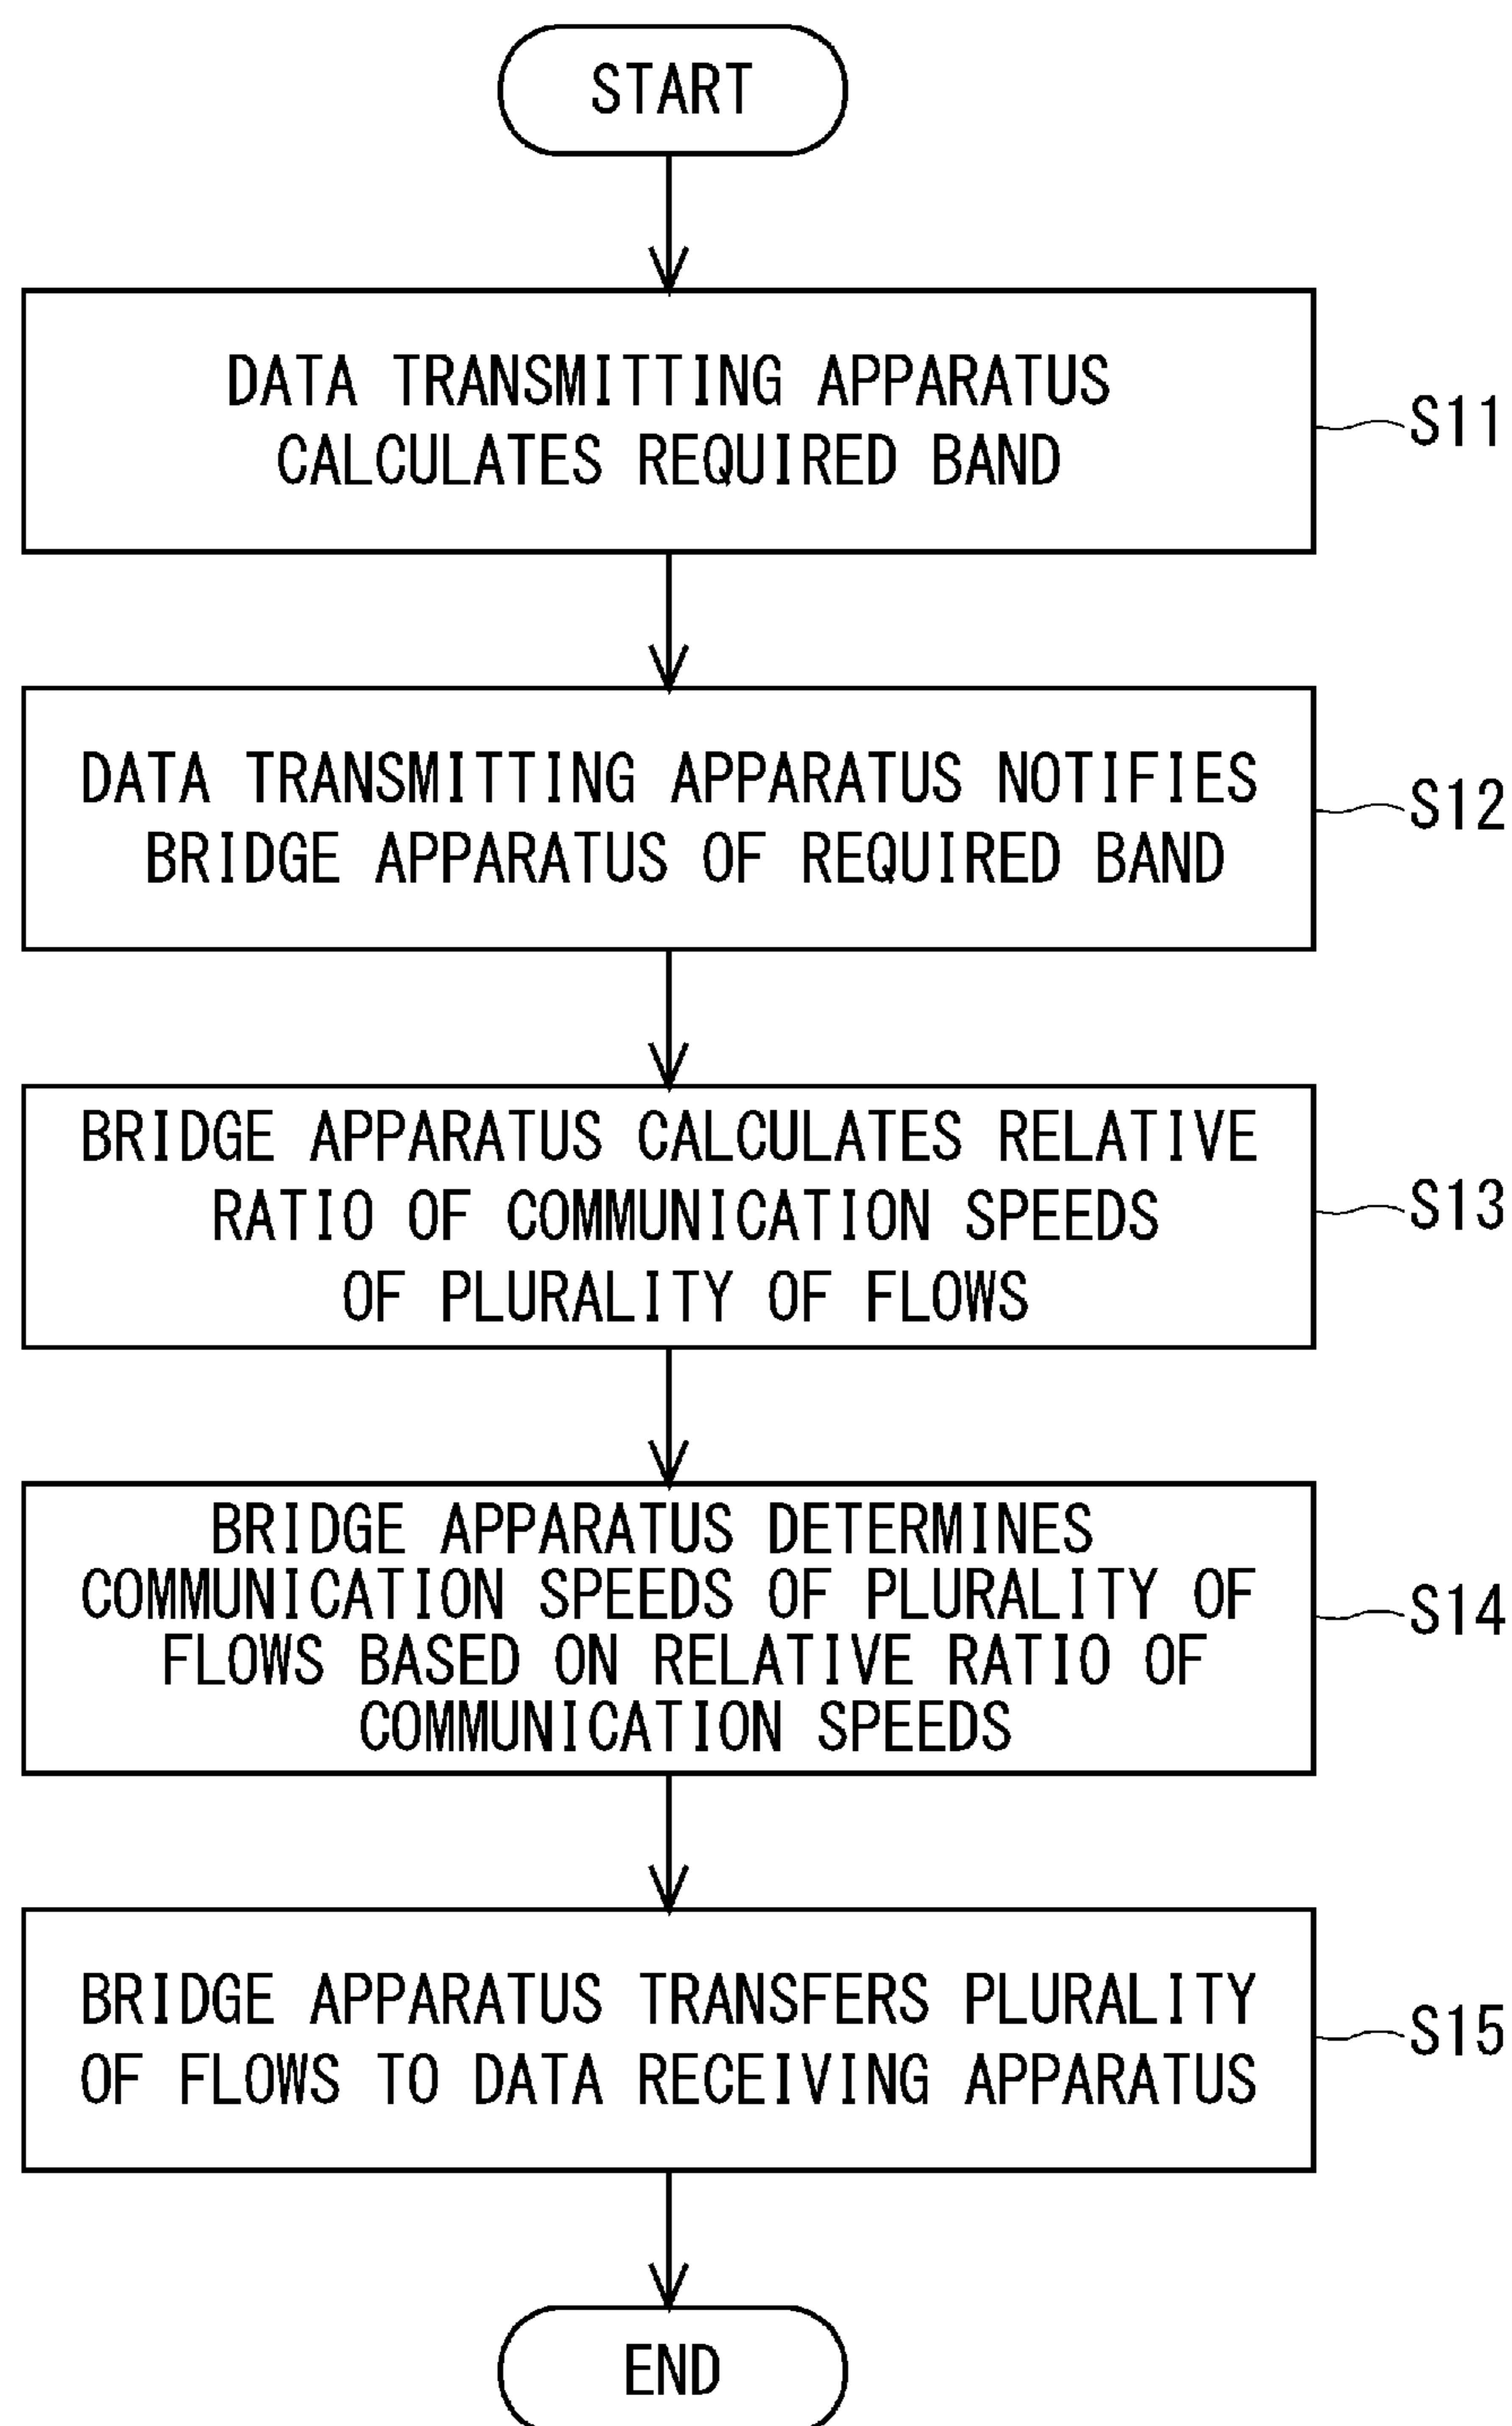 START
DATA TRANSMITTING APPARATUS
CALCULATES REQUIRED BAND
S11
DATA TRANSMITTING APPARATUS NOTIFIES
BRIDGE APPARATUS OF REQUIRED BAND
S12
BRIDGE APPARATUS CALCULATES RELATIVE
RATIO OF COMMUNICATION SPEEDS
OF PLURALITY OF FLOWS
S13
BRIDGE APPARATUS DETERMINES
COMMUNICATION SPEEDS OF PLURALITY OF
FLOWS BASED ON RELATIVE RATIO OF
COMMUNICATION SPEEDS
S14
BRIDGE APPARATUS TRANSFERS PLURALITY
OF FLOWS TO DATA RECEIVING APPARATUS
S15
END